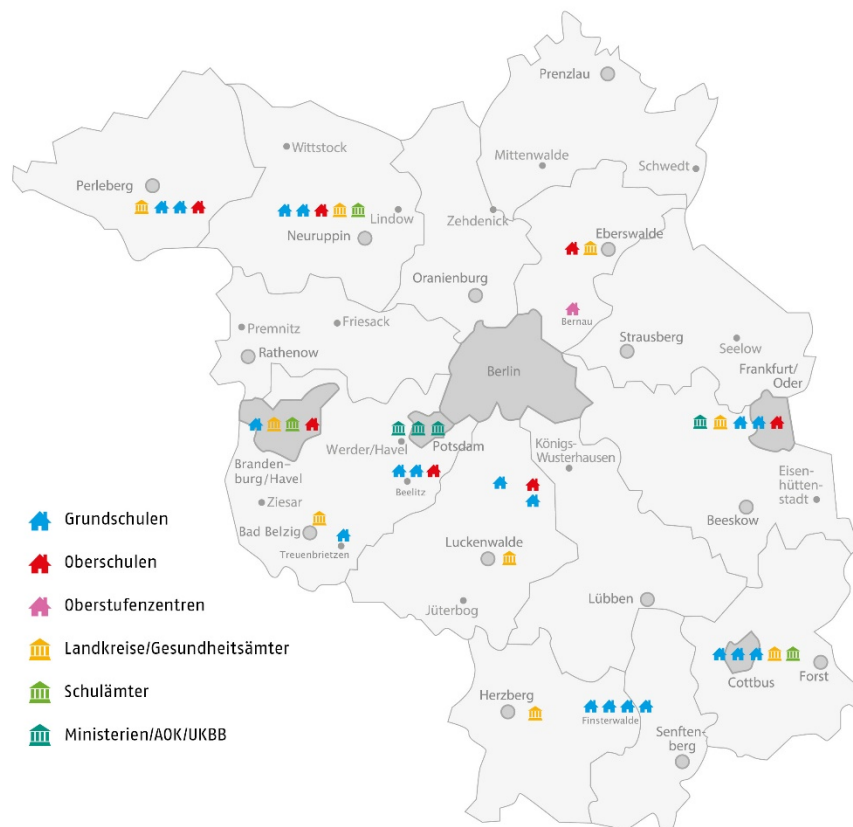 Prenzlau
Wittstock
Mittenwalde
Schwedt
Perleberg
Lindow
Zehdenick
Neuruppin
Eberswalde
Oranienburg
Bernau
Premnitz
Friesack
Strausberg
Seelow
Rathenow
Berlin
Frankfurt/
Oder
Werder/Havel
Potsdam
Königs-
Wusterhausen
Branden-
burg/Havel
Beelitz
Eisen-
hütten-
stadt
Ziesar
Beeskow
Bad Belzig
Treuenbrietzen
Luckenwalde
Jüterbog
Lübben
Cottbus
Forst
Herzberg
Finsterwalde
Senften-
berg
Grundschulen
Oberschulen
Oberstufenzentren
Landkreise/Gesundheitsämter
Schulämter
Ministerien/AOK/UKBB